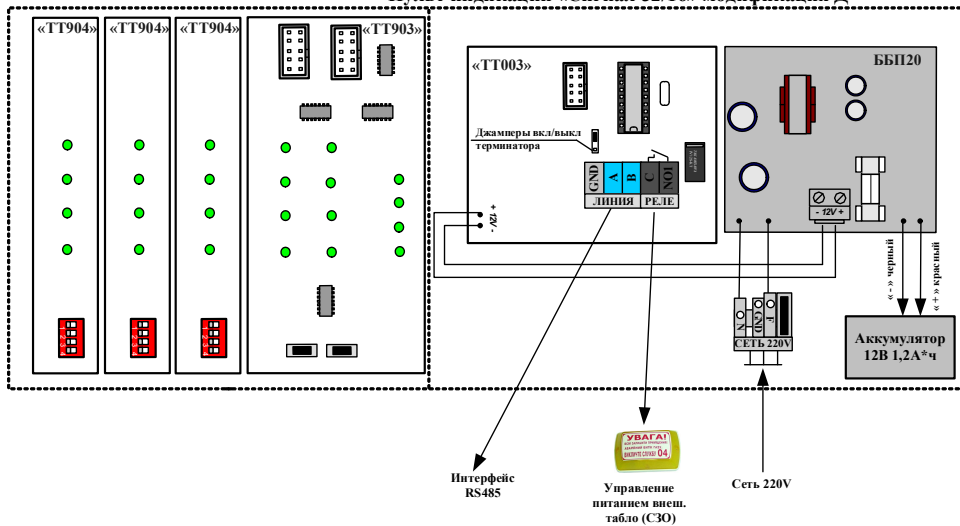 «ТТ904»
«ТТ904»
«ТТ904»
«ТТ903»
«ТТ003»
ББП20
Джамперы вкл/выкл
терминатора
GND
A
B
C
NO1
ЛИНИЯ
РЕЛЕ
+ 12V -
- 12V +
« - » черный
« + » красный
N
GND
F
СЕТЬ 220V
Аккумулятор
12В 1,2А*ч
УВАГА!
04
Интерфейс
RS485
Управление
питанием внеш.
табло (СЗО)
Сеть 220V